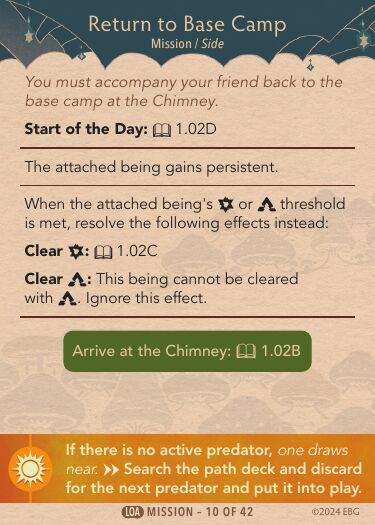 Return to Base Camp
Mission / Side
You must accompany your friend back to the
base camp at the Chimney.
Start of the Day: 1.02D
The attached being gains persistent.
When the attached being's or threshold
is met, resolve the following effects instead:
Clear : 1.02C
Clear : This being cannot be cleared
with . Ignore this effect.
Arrive at the Chimney: 1.02B
If there is no active predator, one draws
near. Search the path deck and discard
for the next predator and put it into play.
LOA MISSION – 10 OF 42
©2024 EBG